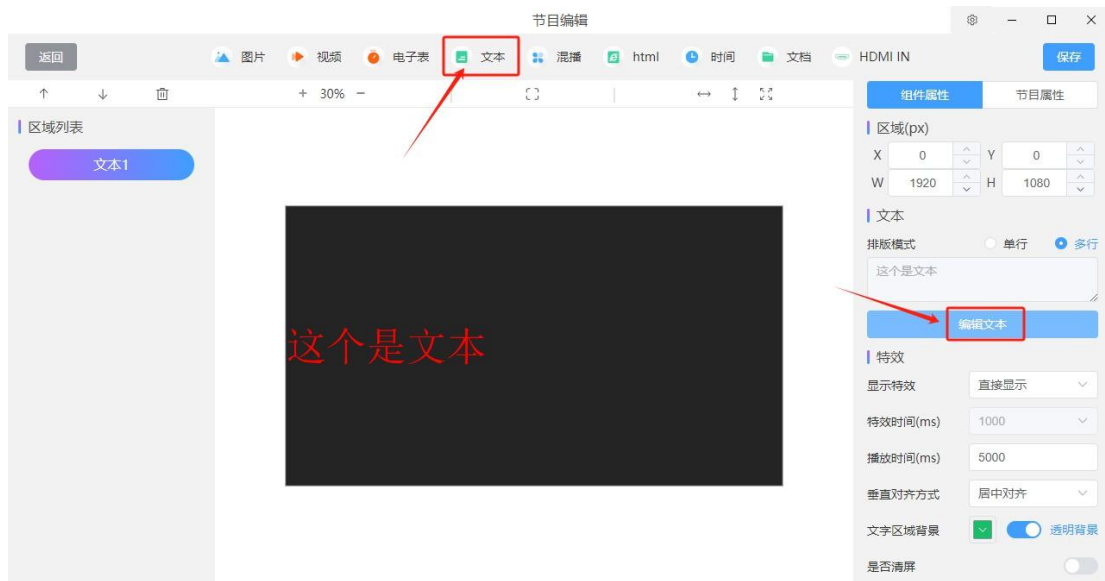 节目编辑
返回 图片 视频 电子表 文本 混播 html 时间 文档 HDMI IN 保存
+ 30% − 组件属性 节目属性
区域列表
文本1
这个是文本
区域(px)
X 0 Y 0
W 1920 H 1080
文本
排版模式 单行 多行
这个是文本
编辑文本
特效
显示特效 直接显示
特效时间(ms) 1000
播放时间(ms) 5000
垂直对齐方式 居中对齐
文字区域背景 透明背景
是否清屏